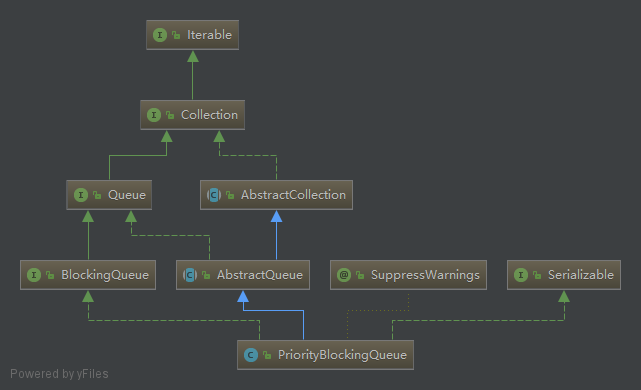 I Iterable
I Collection
I Queue
C AbstractCollection
I BlockingQueue
C AbstractQueue
@ SuppressWarnings
I Serializable
C PriorityBlockingQueue
Powered by yFiles